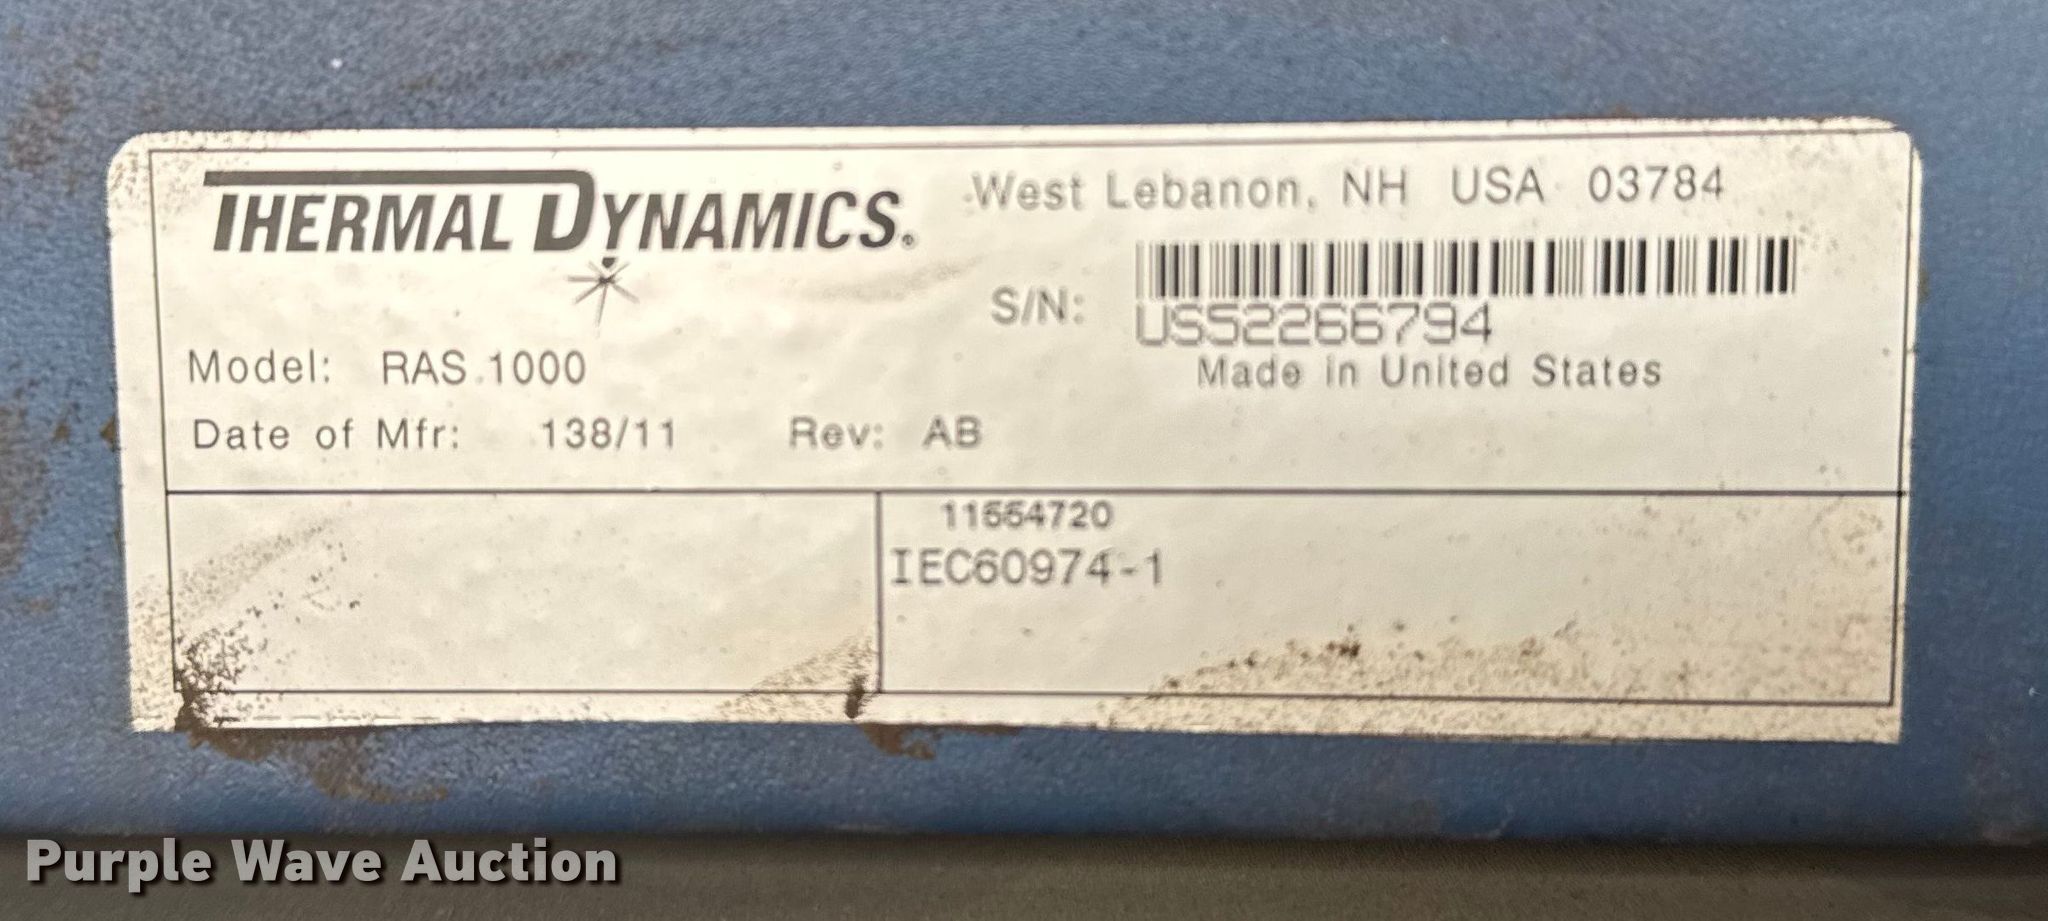 THERMAL DYNAMICS®
West Lebanon, NH USA 03784
S/N:
US52266794
Made in United States
Model: RAS 1000
Date of Mfr: 138/11 Rev: AB
11554720
IEC60974-1
Purple Wave Auction